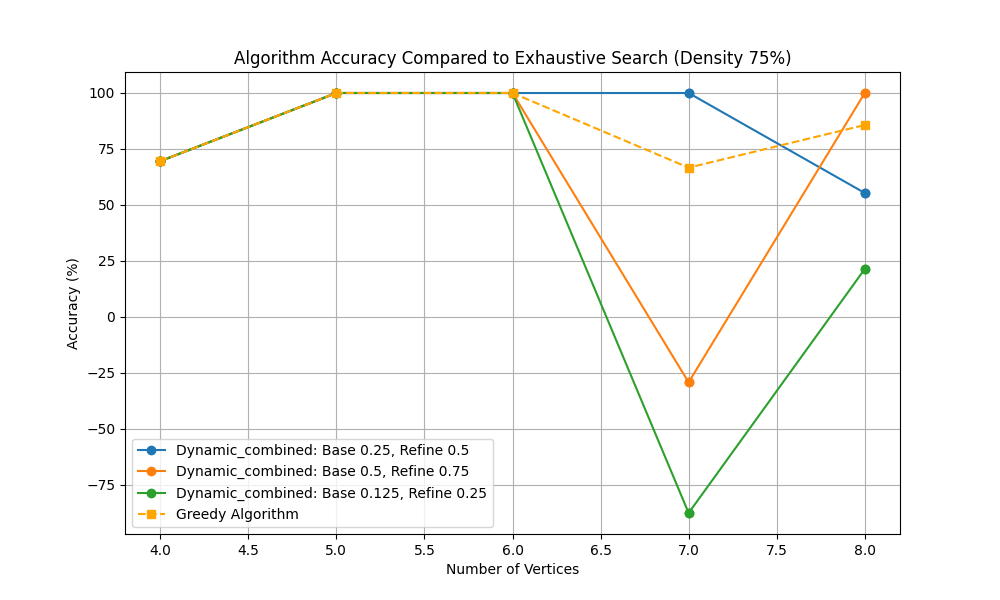 Algorithm Accuracy Compared to Exhaustive Search (Density 75%)
Accuracy (%)
100
75
50
25
0
−25
−50
−75
Dynamic_combined: Base 0.25, Refine 0.5
Dynamic_combined: Base 0.5, Refine 0.75
Dynamic_combined: Base 0.125, Refine 0.25
Greedy Algorithm
4.0 4.5 5.0 5.5 6.0 6.5 7.0 7.5 8.0
Number of Vertices